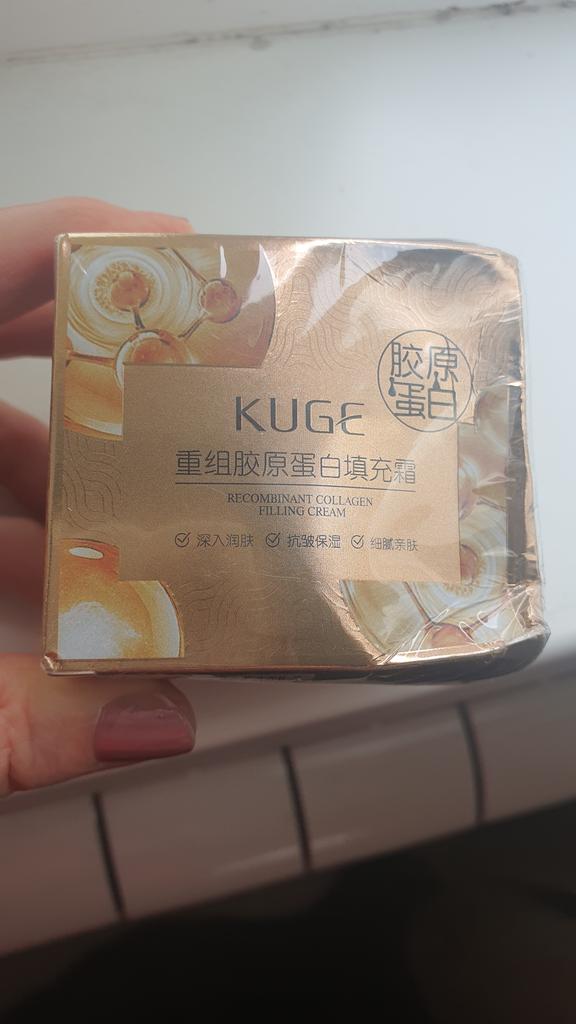 胶原
蛋白
KUGE
重组胶原蛋白填充霜
RECOMBINANT COLLAGEN
FILLING CREAM
深入润肤 抗皱保湿 细腻亲肤